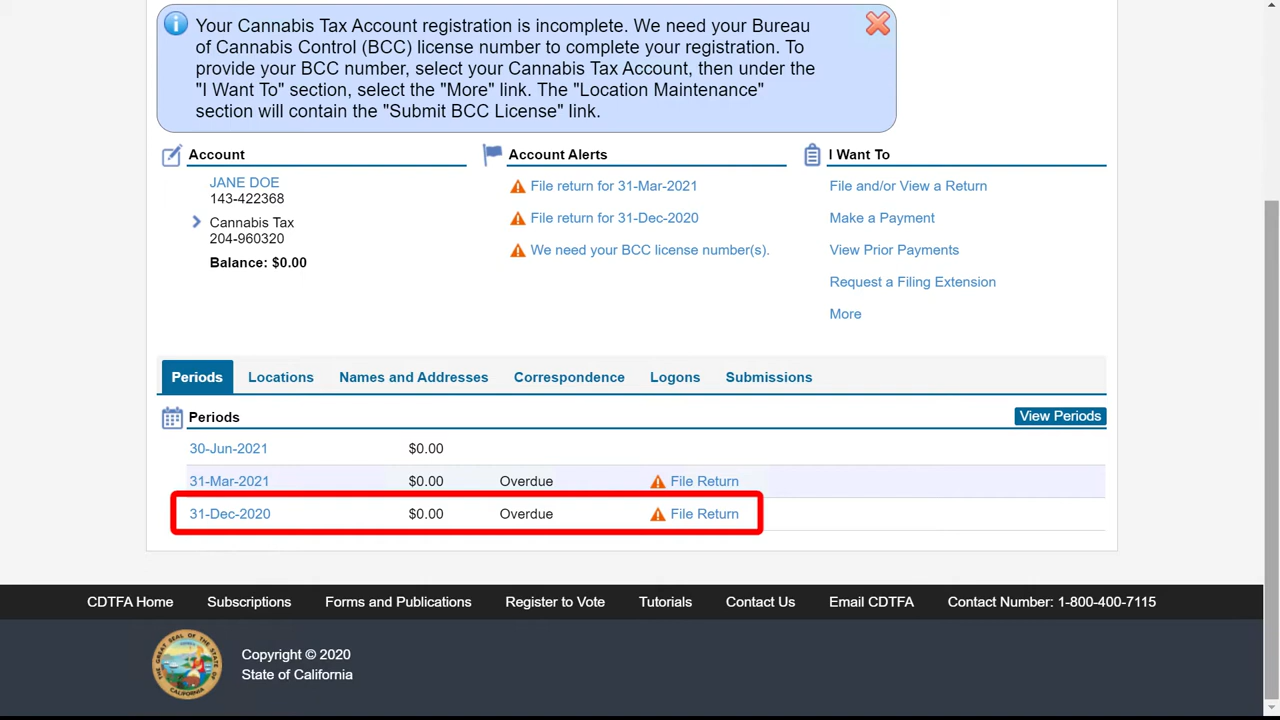 Your Cannabis Tax Account registration is incomplete. We need your Bureau
of Cannabis Control (BCC) license number to complete your registration. To
provide your BCC number, select your Cannabis Tax Account, then under the
"I Want To" section, select the "More" link. The "Location Maintenance"
section will contain the "Submit BCC License" link.
Account
JANE DOE
143-422368
Cannabis Tax
204-960320
Balance: $0.00
Account Alerts
File return for 31-Mar-2021
File return for 31-Dec-2020
We need your BCC license number(s).
I Want To
File and/or View a Return
Make a Payment
View Prior Payments
Request a Filing Extension
More
Periods Locations Names and Addresses Correspondence Logons Submissions
Periods View Periods
30-Jun-2021 $0.00
31-Mar-2021 $0.00 Overdue File Return
31-Dec-2020 $0.00 Overdue File Return
CDTFA Home Subscriptions Forms and Publications Register to Vote Tutorials Contact Us Email CDTFA Contact Number: 1-800-400-7115
Copyright © 2020
State of California